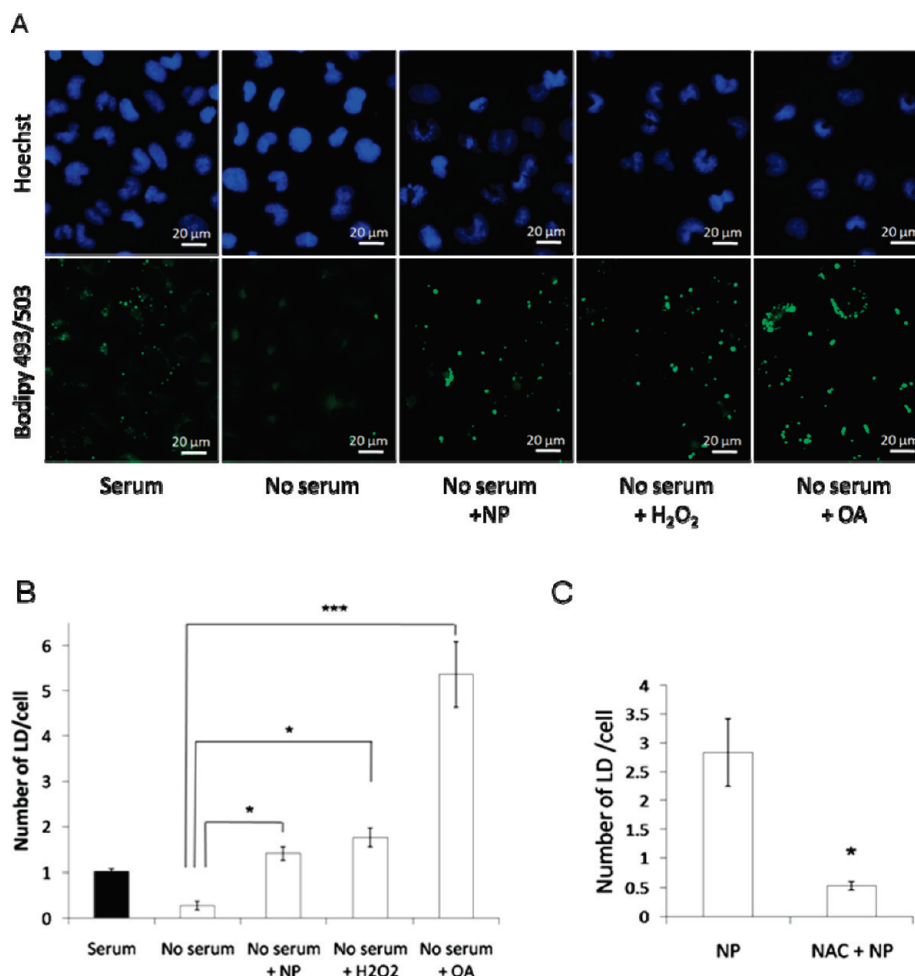 A
Hoechst
20 µm 20 µm 20 µm 20 µm 20 µm
Bodipy 493/503
20 µm 20 µm 20 µm 20 µm 20 µm
Serum No serum No serum No serum No serum
+NP + H₂O₂ + OA
B
Number of LD/cell
6
5
4
3
2
1
0
***
*
*
Serum No serum No serum No serum No serum
+ NP + H2O2 + OA
C
Number of LD /cell
4
3.5
3
2.5
2
1.5
1
0.5
0
*
NP NAC + NP